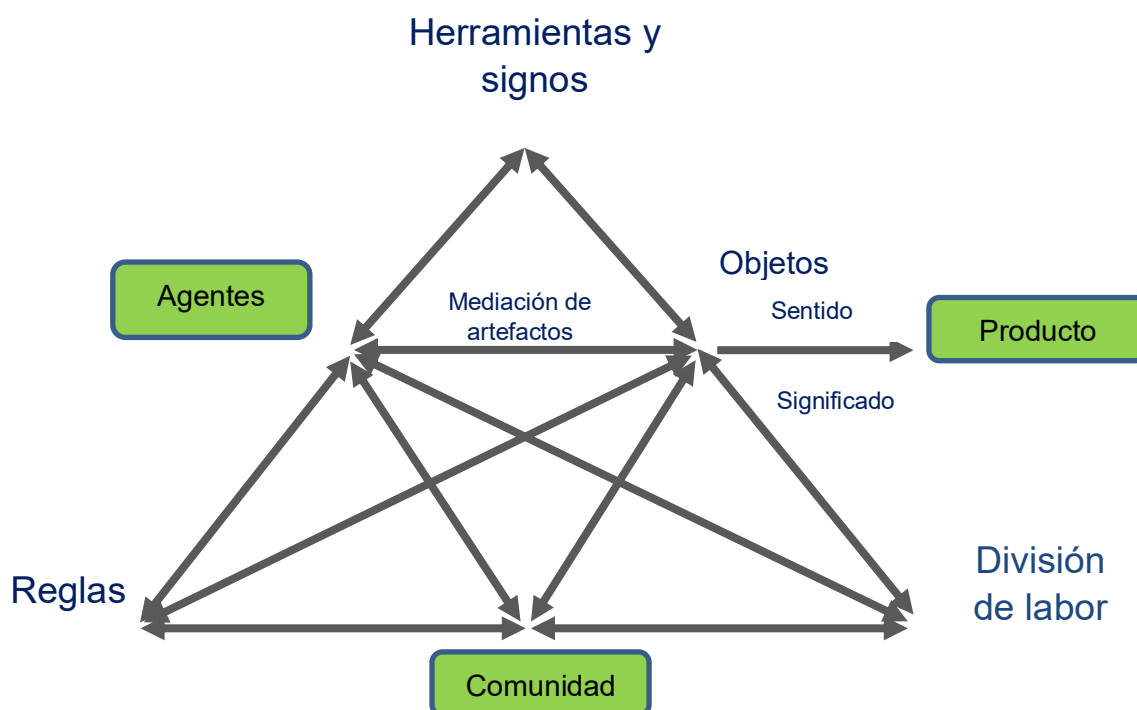 Herramientas y
signos
Objetos
Agentes
Mediación de
artefactos
Sentido
Producto
Significado
Reglas
División
de labor
Comunidad